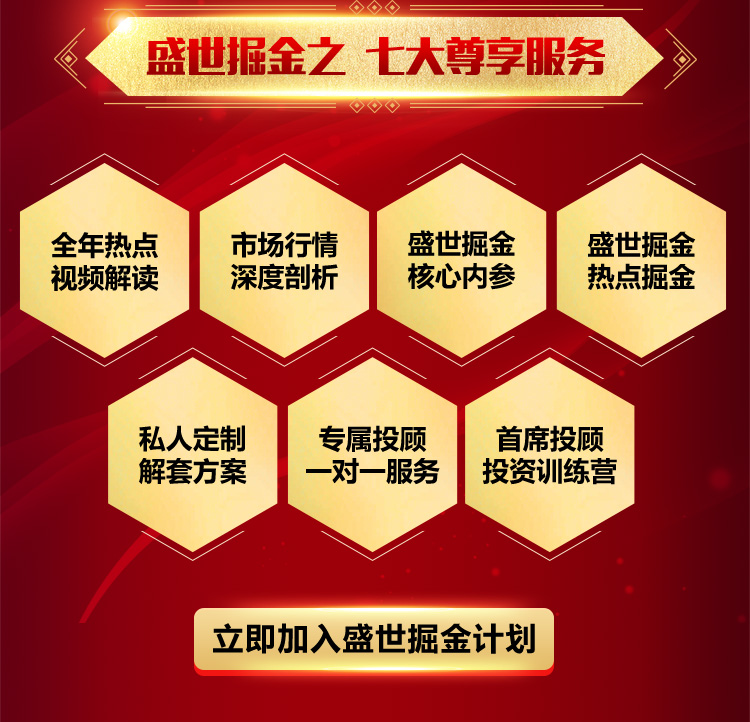 盛世掘金之 七大尊享服务
全年热点
视频解读
市场行情
深度剖析
盛世掘金
核心内参
盛世掘金
热点掘金
私人定制
解套方案
专属投顾
一对一服务
首席投顾
投资训练营
立即加入盛世掘金计划